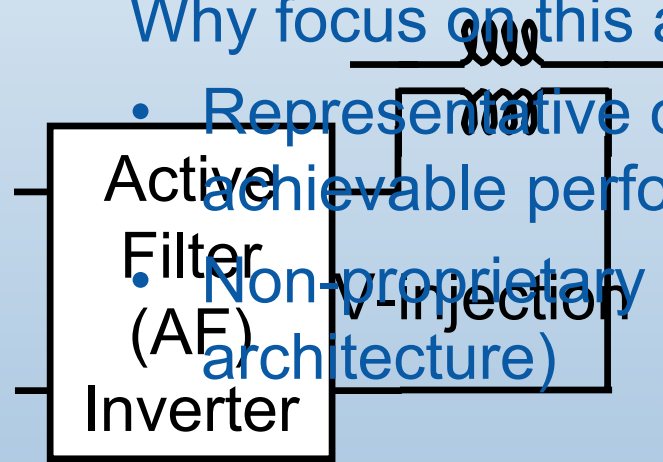 Why focus on this a
• Representative
achievable perfo
• Non-proprietary
architecture)
Active
Filter
(AF)
Inverter
V-injection